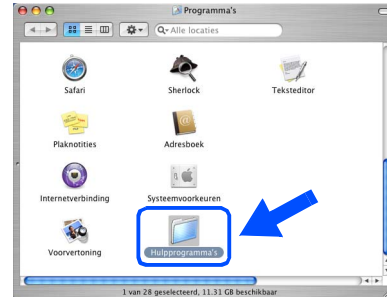 Programma's
Alle locaties
Safari
Sherlock
Teksteditor
Plaknotities
Adresboek
Internetverbinding
Systeemvoorkeuren
Voorvertoning
Hulpprogramma's
1 van 28 geselecteerd, 11.31 GB beschikbaar